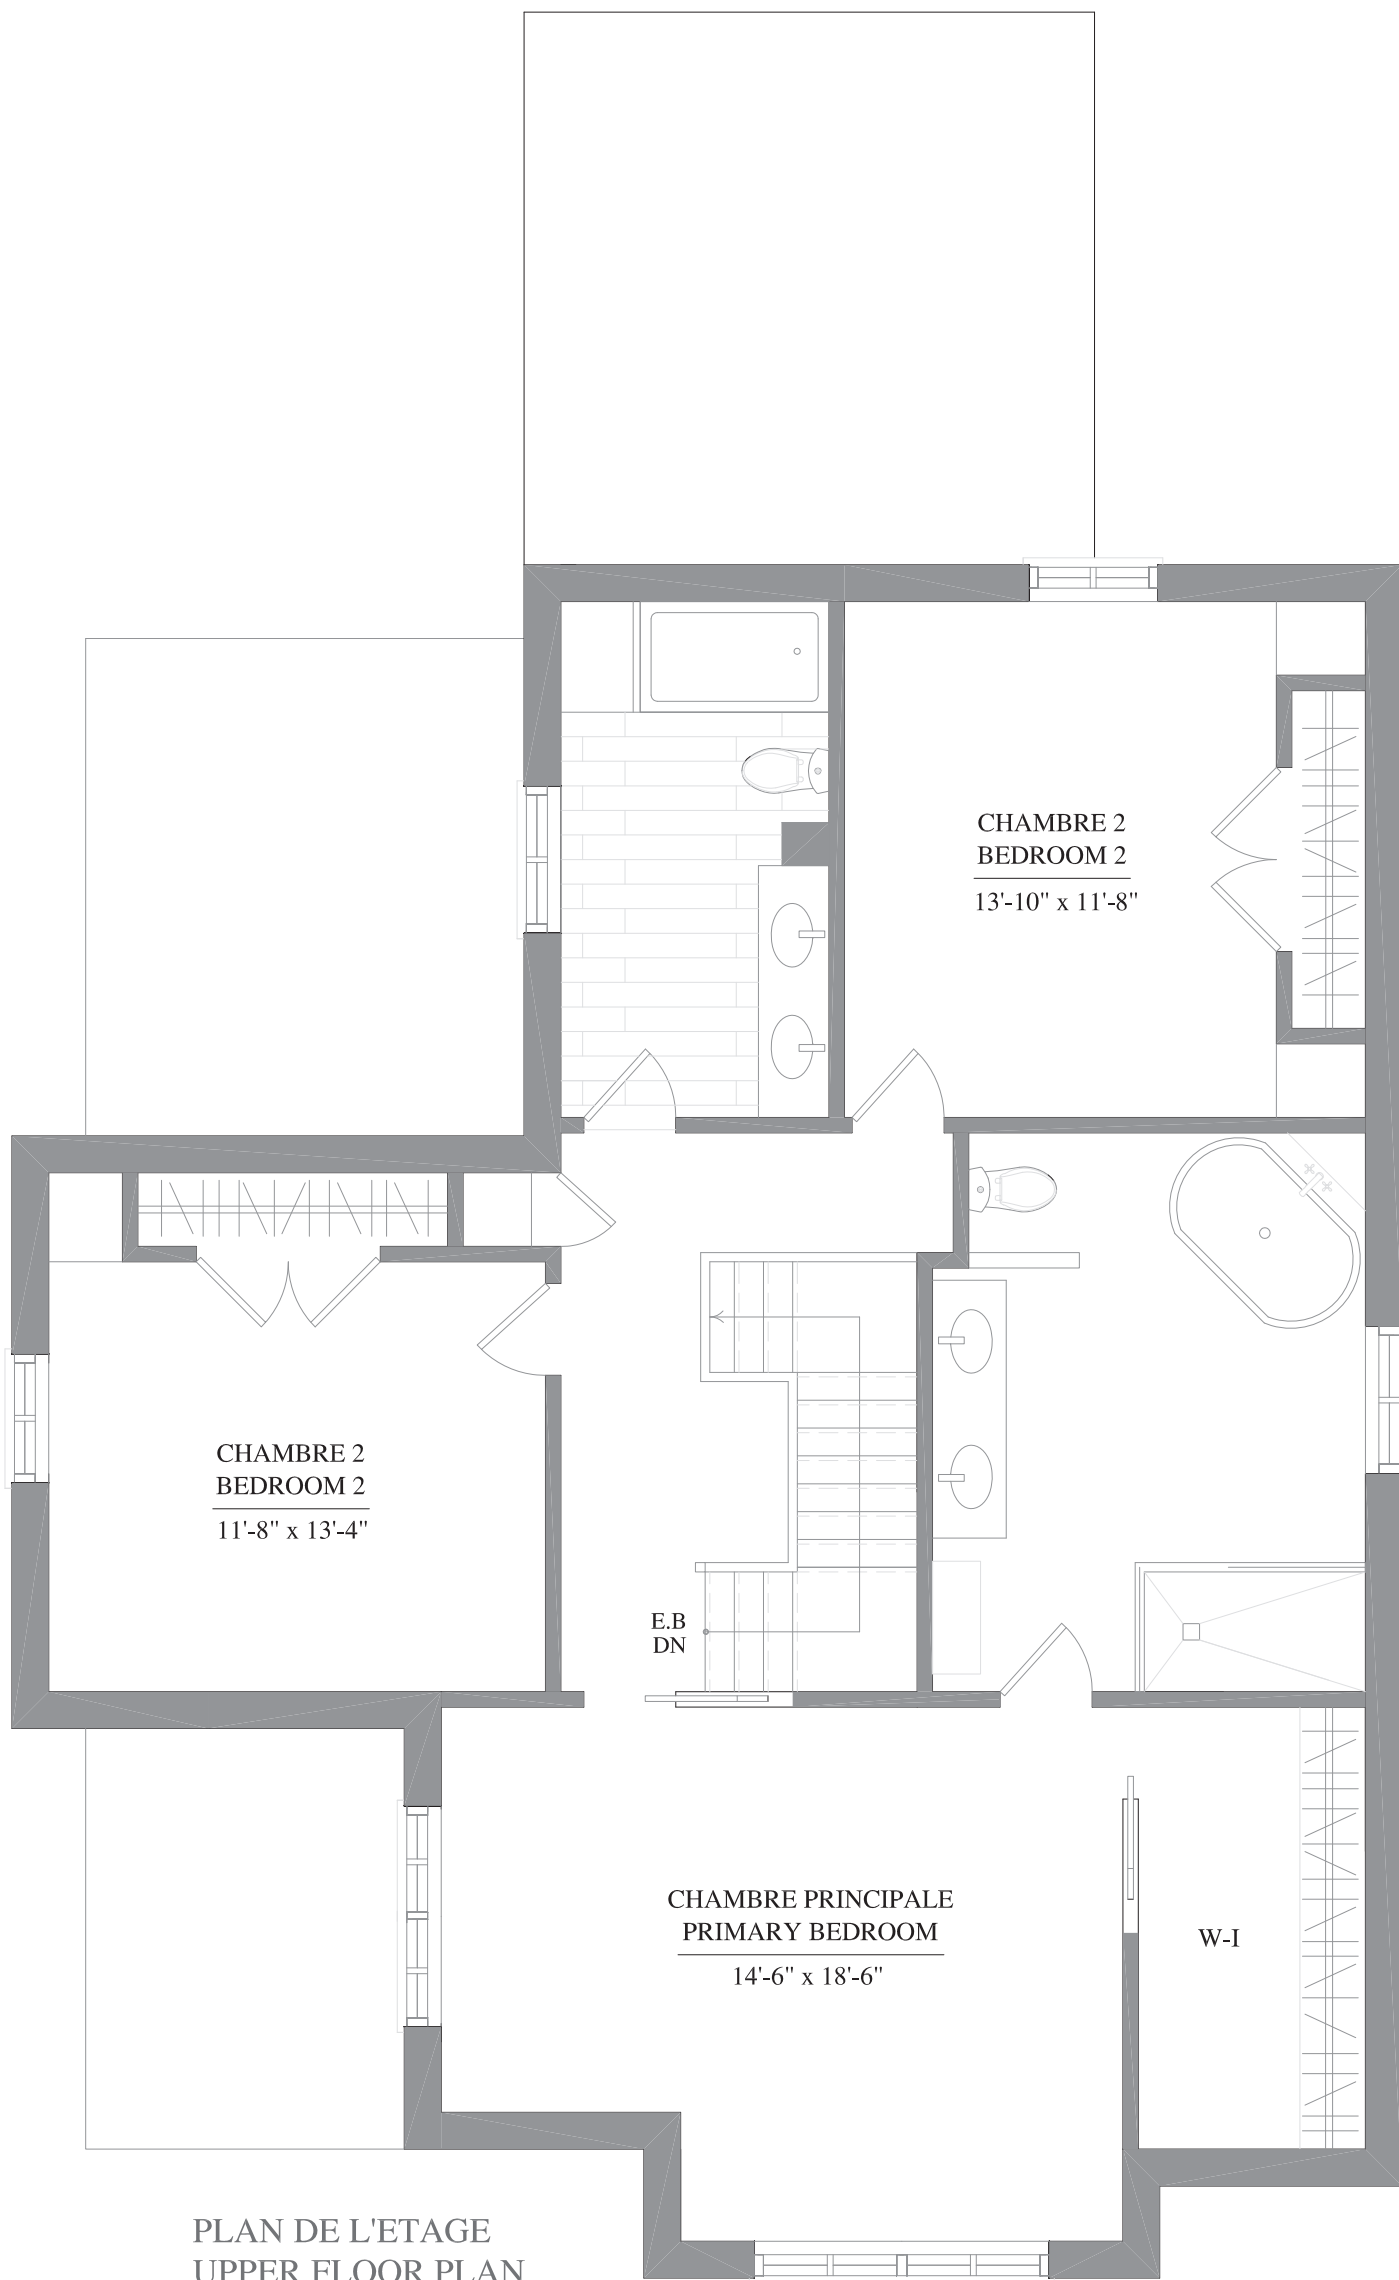 CHAMBRE 2
BEDROOM 2
13'-10" x 11'-8"
CHAMBRE 2
BEDROOM 2
11'-8" x 13'-4"
E.B
DN
CHAMBRE PRINCIPALE
PRIMARY BEDROOM
14'-6" x 18'-6"
W-I
PLAN DE L'ETAGE
UPPER FLOOR PLAN